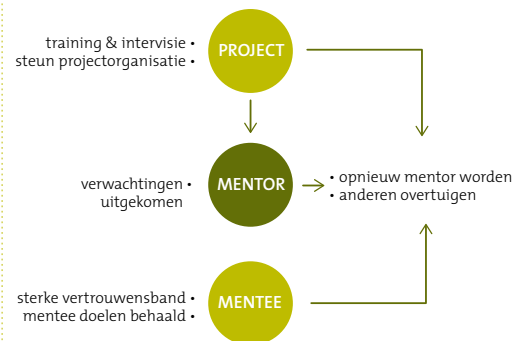 training & intervisie •
steun projectorganisatie •
PROJECT
verwachtingen •
uitgekomen
MENTOR
• opnieuw mentor worden
• anderen overtuigen
sterke vertrouwensband •
mentee doelen behaald •
MENTEE